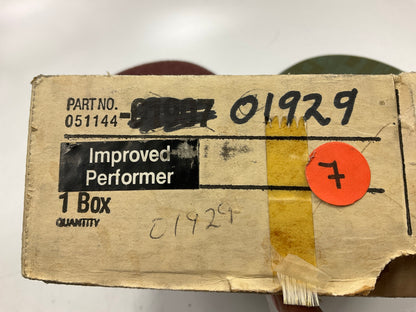 PART NO. 01929
051144-
Improved
Performer
7
1 Box
QUANTITY
01929